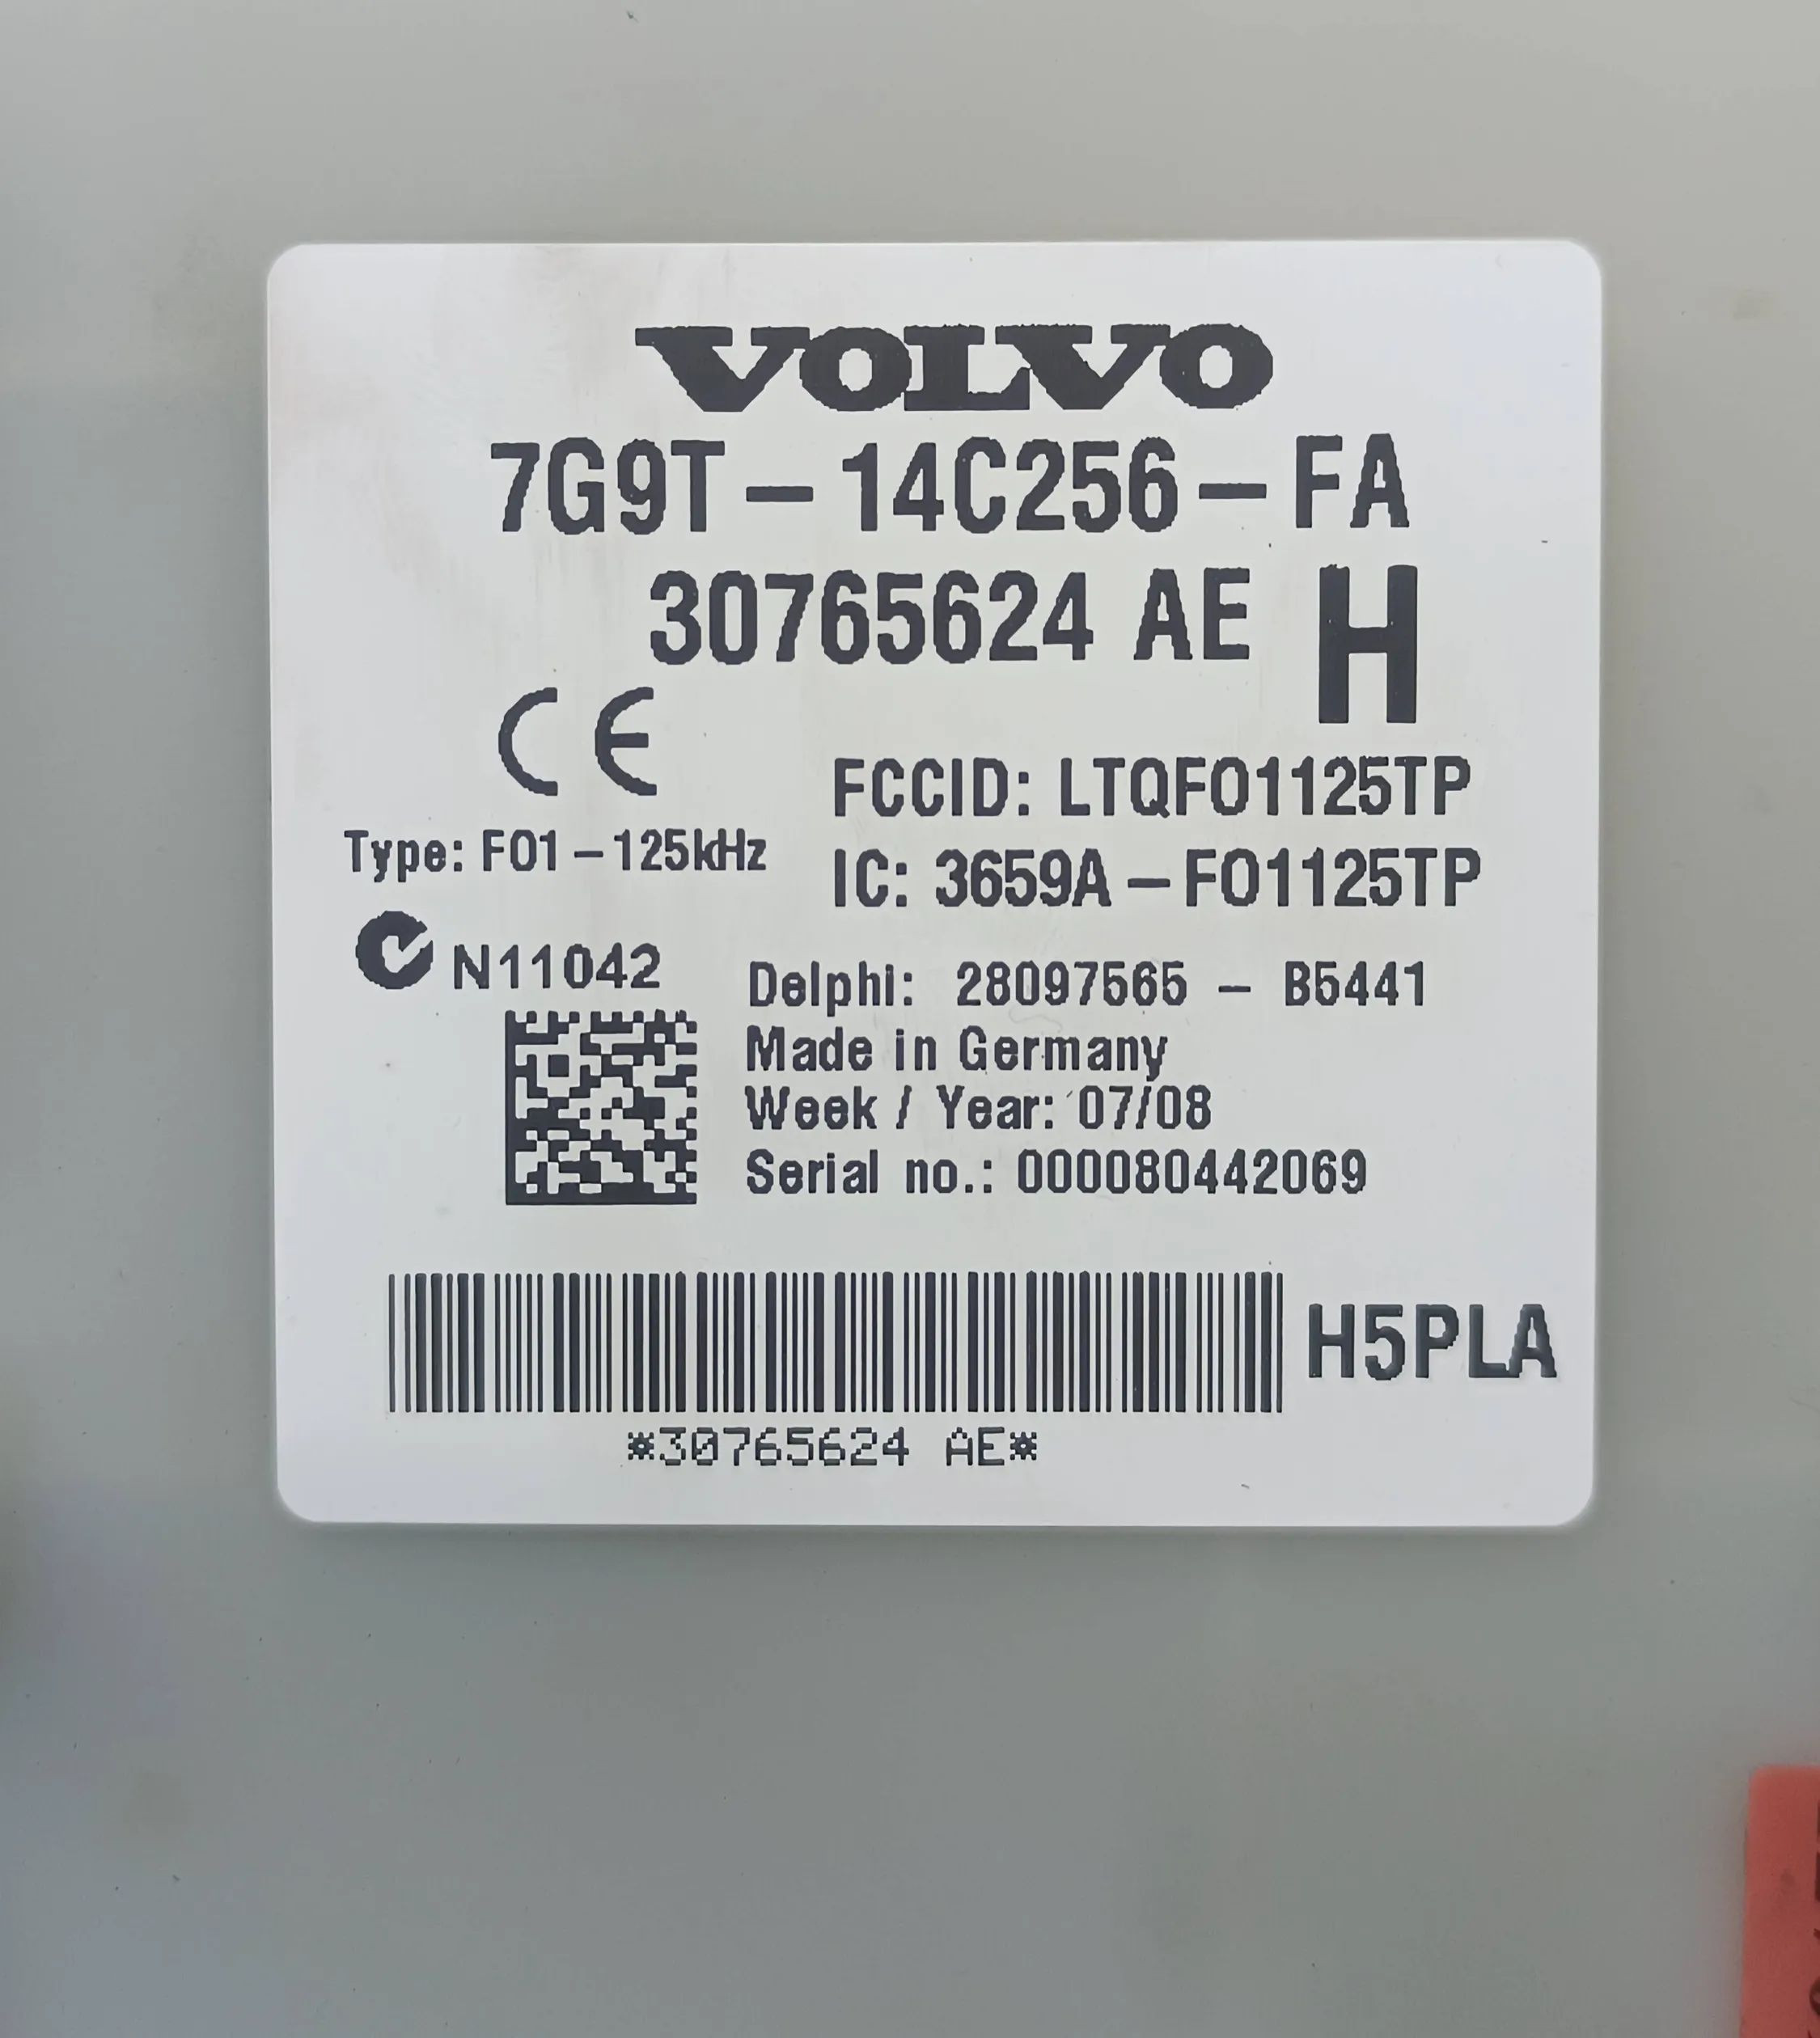 VOLVO
7G9T-14C256-FA
30765624 AE H
CE
FCCID: LTQFO1125TP
Type: FO1-125kHz
IC: 3659A-FO1125TP
N11042
Delphi: 28097565 - B5441
Made in Germany
Week / Year: 07/08
Serial no.: 000080442069
H5PLA
*30765624 AE*